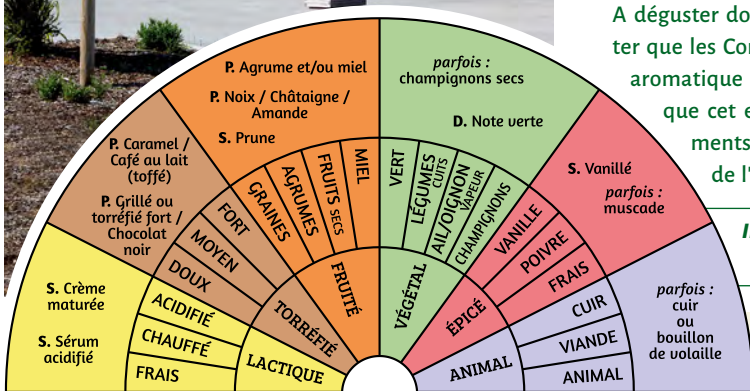 A déguster do
ter que les Co
aromatique
que cet e
ments
de l'
I
P. Agrume et/ou miel
P. Noix / Châtaigne /
Amande
S. Prune
parfois :
champignons secs
D. Note verte
P. Caramel /
Café au lait
(toffé)
P. Grillé ou
torréfié fort /
Chocolat
noir
S. Vanillé
parfois :
muscade
S. Crème
maturée
S. Sérum
acidifié
parfois :
cuir
ou
bouillon
de volaille
FRAIS
CHAUFFÉ
ACIDIFIÉ
DOUX
MOYEN
FORT
GRAINES
AGRUMES
FRUITS SECS
MIEL
VERT
LÉGUMES
CUITS
AIL/OIGNON
VAPEUR
CHAMPIGNONS
VANILLE
POIVRE
FRAIS
CUIR
VIANDE
ANIMAL
LACTIQUE
TORRÉFIÉ
FRUITÉ
VÉGÉTAL
ÉPICÉ
ANIMAL